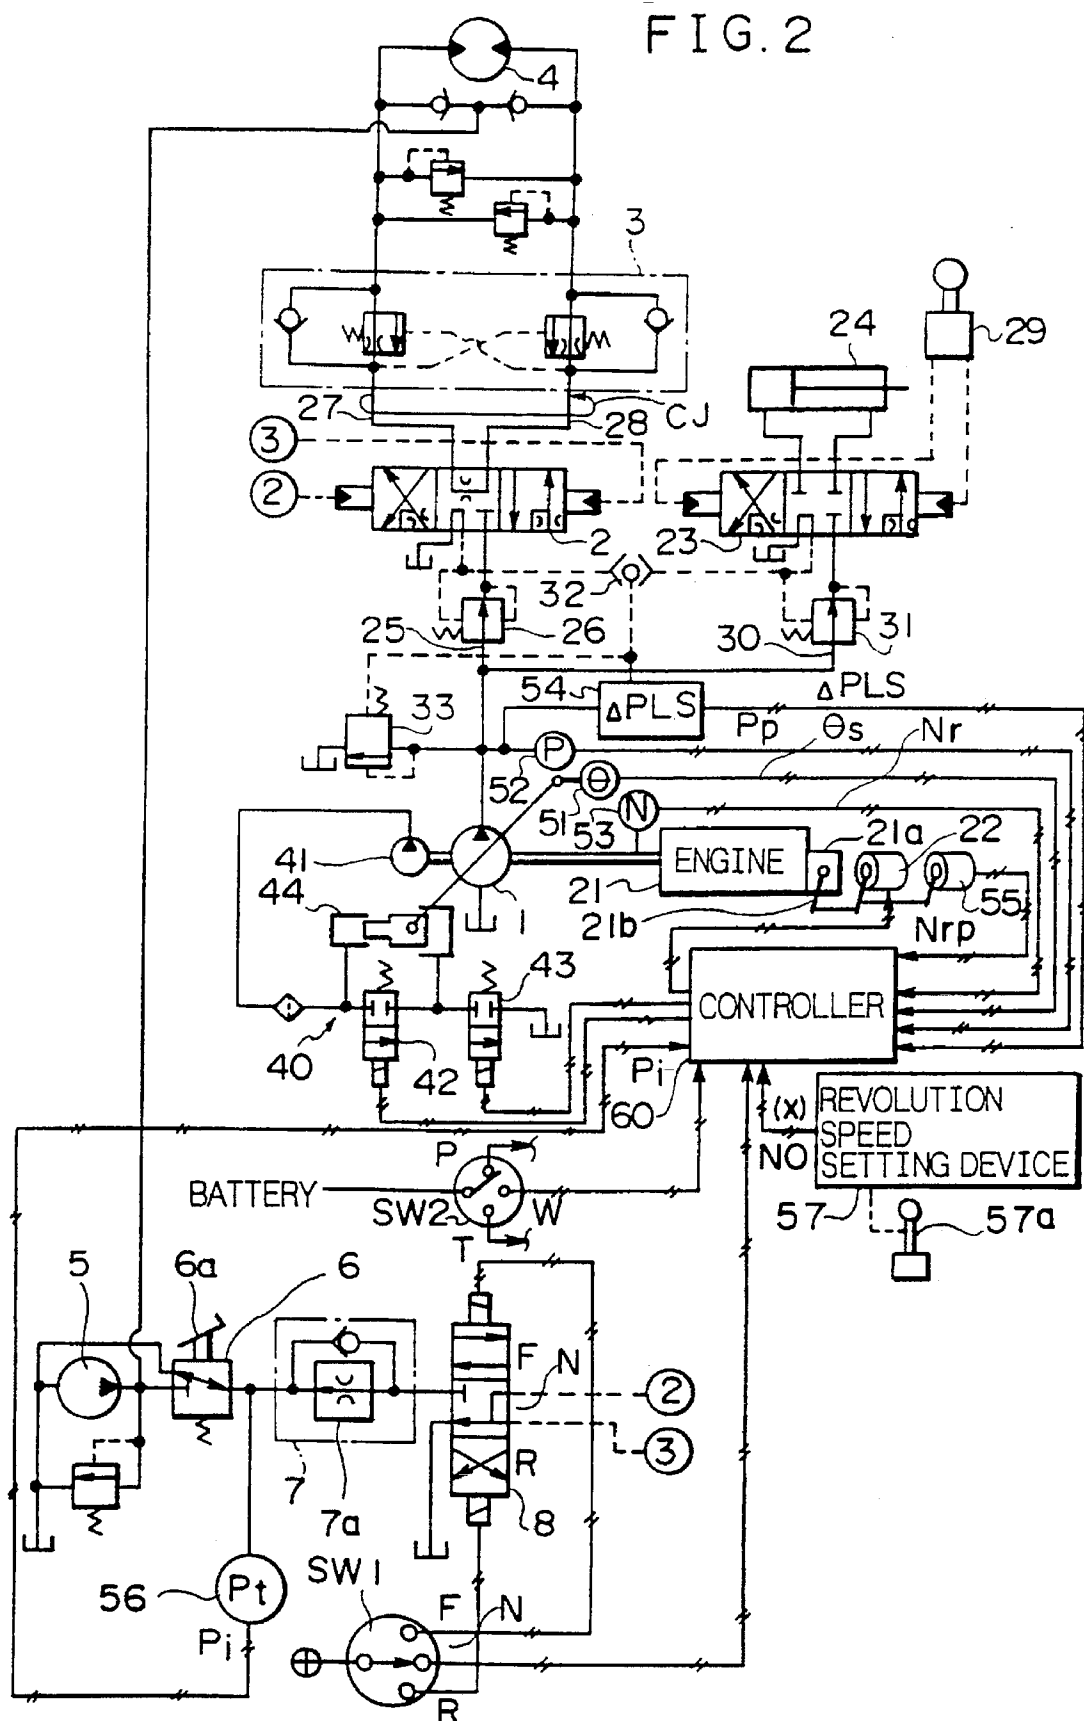 FIG. 2
4
3
24
29
27
28
CJ
3
2
2
23
32
25
26
30
31
54
ΔPLS
ΔPLS
33
Pp
θs
Nr
P
52
θ
51
53
N
41
ENGINE
21a
22
21
44
1
21b
55
Nrp
43
CONTROLLER
40
42
Pi
60
(x)
NO
REVOLUTION
SPEED
SETTING DEVICE
P
BATTERY
SW2
W
T
57
57a
5
6a
6
F
N
2
3
R
7
7a
8
SW1
56
Pt
F
N
Pi
R